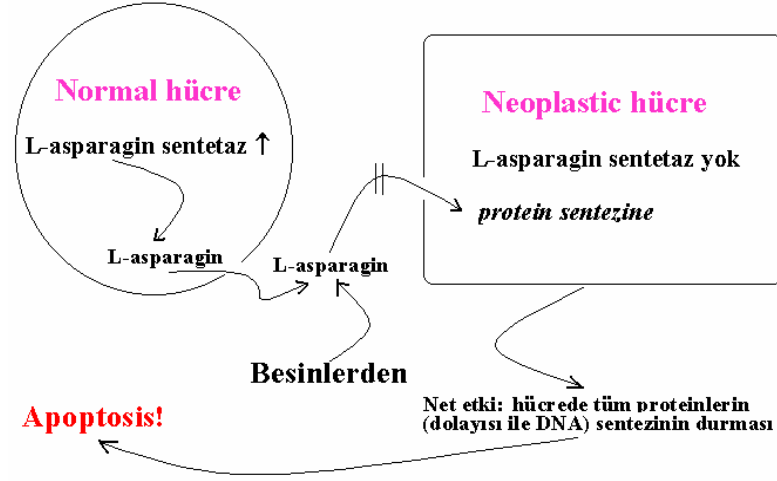 Normal hücre
L-asparagin sentetaz ↑
L-asparagin
L-asparagin
Besinlerden
Neoplastic hücre
L-asparagin sentetaz yok
protein sentezine
Net etki: hücrede tüm proteinlerin
(dolayısı ile DNA) sentezinin durması
Apoptosis!